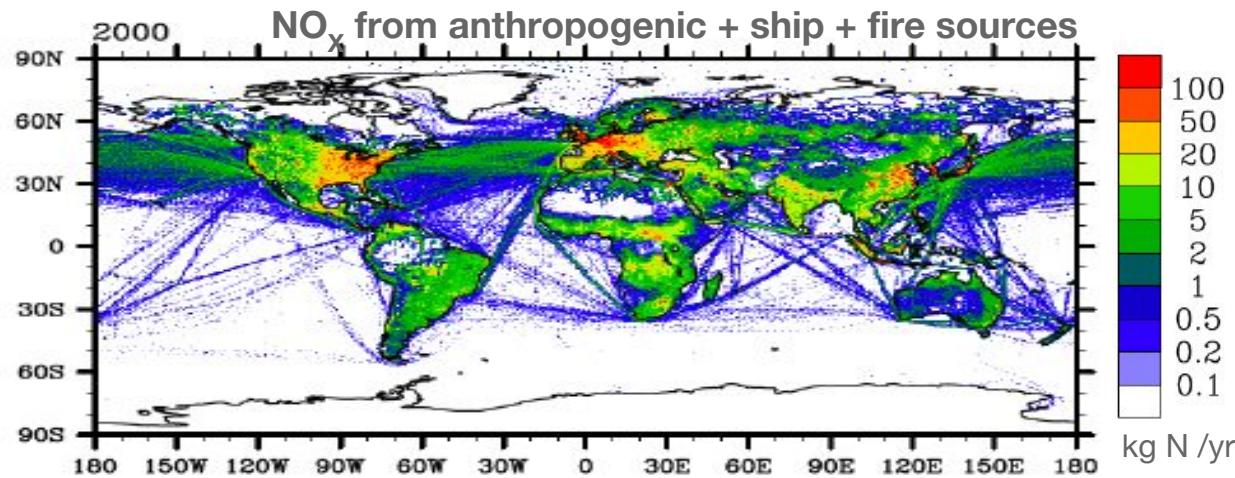 NOx from anthropogenic + ship + fire sources
2000
90N
60N
30N
0
30S
60S
90S
180 150W 120W 90W 60W 30W 0 30E 60E 90E 120E 150E 180
100
50
20
10
5
2
1
0.5
0.2
0.1
kg N /yr